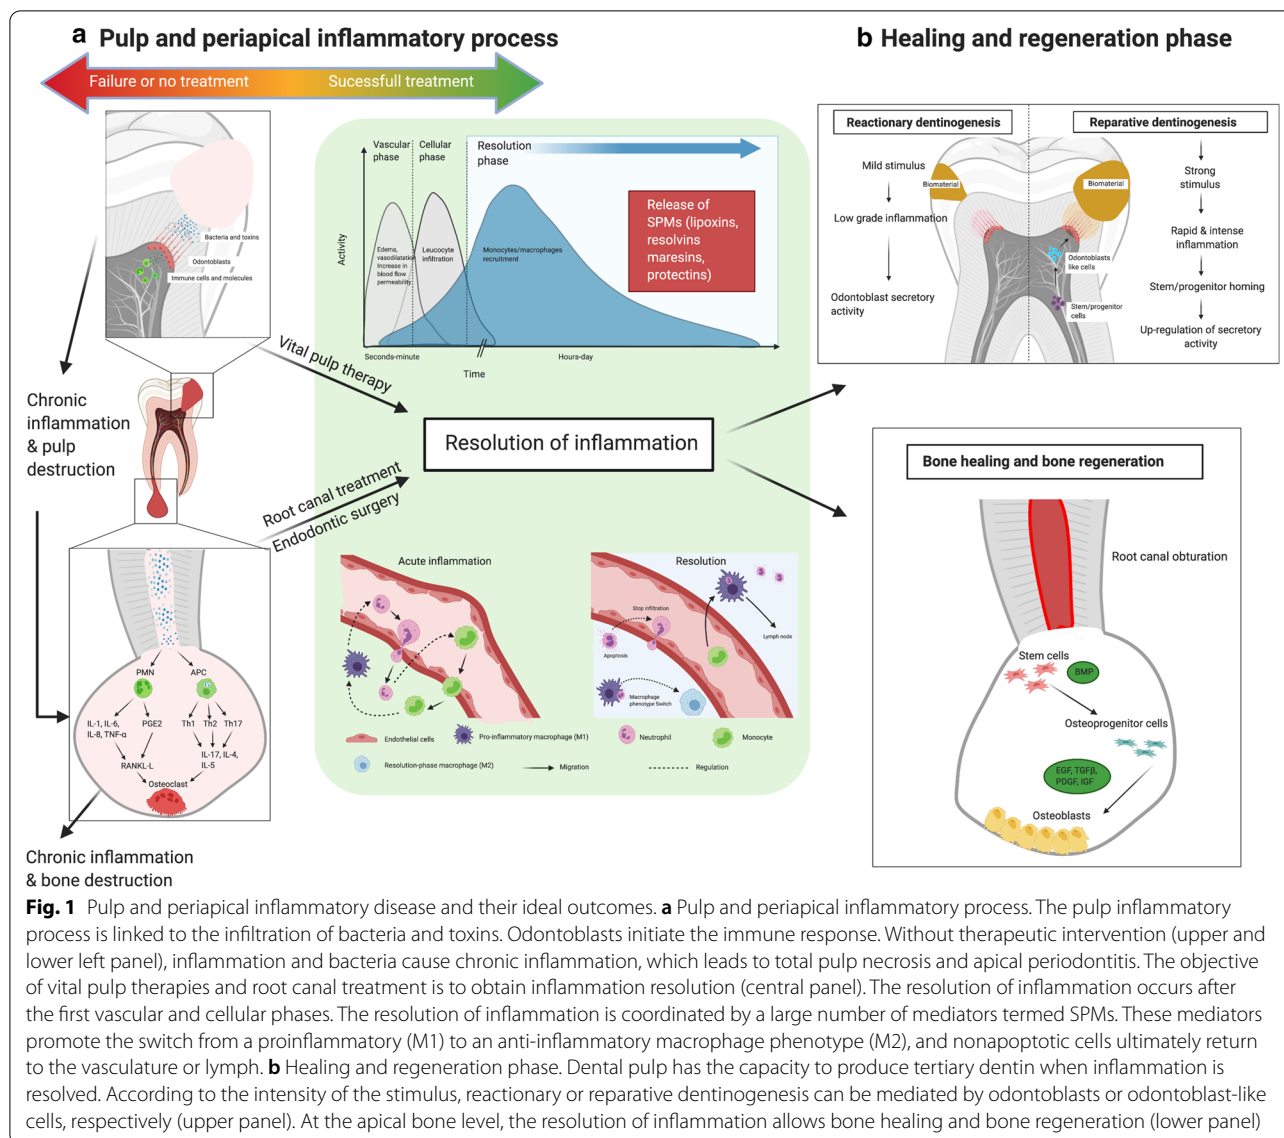 a Pulp and periapical inflammatory process
Failure or no treatment
Sucessfull treatment
Bacteria and toxins
Odontoblasts
Immune cells and molecules
Chronic
inflammation
& pulp
destruction
Vital pulp therapy
Root canal treatment
Endodontic surgery
PMN
APC
IL-1, IL-6,
IL-8, TNF-α
PGE2
Th1
Th2
Th17
IL-17, IL-4,
IL-5
RANKL-L
Osteoclast
Chronic inflammation
& bone destruction
Vascular
phase
Cellular
phase
Resolution
phase
Activity
Edema,
vasodilatation
Increase in
blood flow
permeability
Leucocyte
infiltration
Monocytes/macrophages
recruitment
Release of
SPMs (lipoxins,
resolvins
maresins,
protectins)
Seconds-minute
Hours-day
Time
Resolution of inflammation
Acute inflammation
Resolution
Stop infiltration
Apoptosis
Lymph node
Macrophage
phenotype Switch
Endothelial cells
Pro-inflammatory macrophage (M1)
Neutrophil
Monocyte
Resolution-phase macrophage (M2)
Migration
Regulation
b Healing and regeneration phase
Reactionary dentinogenesis
Mild stimulus
Low grade inflammation
Odontoblast secretory
activity
Biomaterial
Biomaterial
Odontoblasts
like cells
Stem/progenitor
cells
Reparative dentinogenesis
Strong
stimulus
Rapid & intense
inflammation
Stem/progenitor homing
Up-regulation of secretory
activity
Bone healing and bone regeneration
Root canal obturation
Stem cells
BMP
Osteoprogenitor cells
EGF, TGFβ,
PDGF, IGF
Osteoblasts
Fig. 1 Pulp and periapical inflammatory disease and their ideal outcomes. a Pulp and periapical inflammatory process. The pulp inflammatory
process is linked to the infiltration of bacteria and toxins. Odontoblasts initiate the immune response. Without therapeutic intervention (upper and
lower left panel), inflammation and bacteria cause chronic inflammation, which leads to total pulp necrosis and apical periodontitis. The objective
of vital pulp therapies and root canal treatment is to obtain inflammation resolution (central panel). The resolution of inflammation occurs after
the first vascular and cellular phases. The resolution of inflammation is coordinated by a large number of mediators termed SPMs. These mediators
promote the switch from a proinflammatory (M1) to an anti-inflammatory macrophage phenotype (M2), and nonapoptotic cells ultimately return
to the vasculature or lymph. b Healing and regeneration phase. Dental pulp has the capacity to produce tertiary dentin when inflammation is
resolved. According to the intensity of the stimulus, reactionary or reparative dentinogenesis can be mediated by odontoblasts or odontoblast-like
cells, respectively (upper panel). At the apical bone level, the resolution of inflammation allows bone healing and bone regeneration (lower panel)